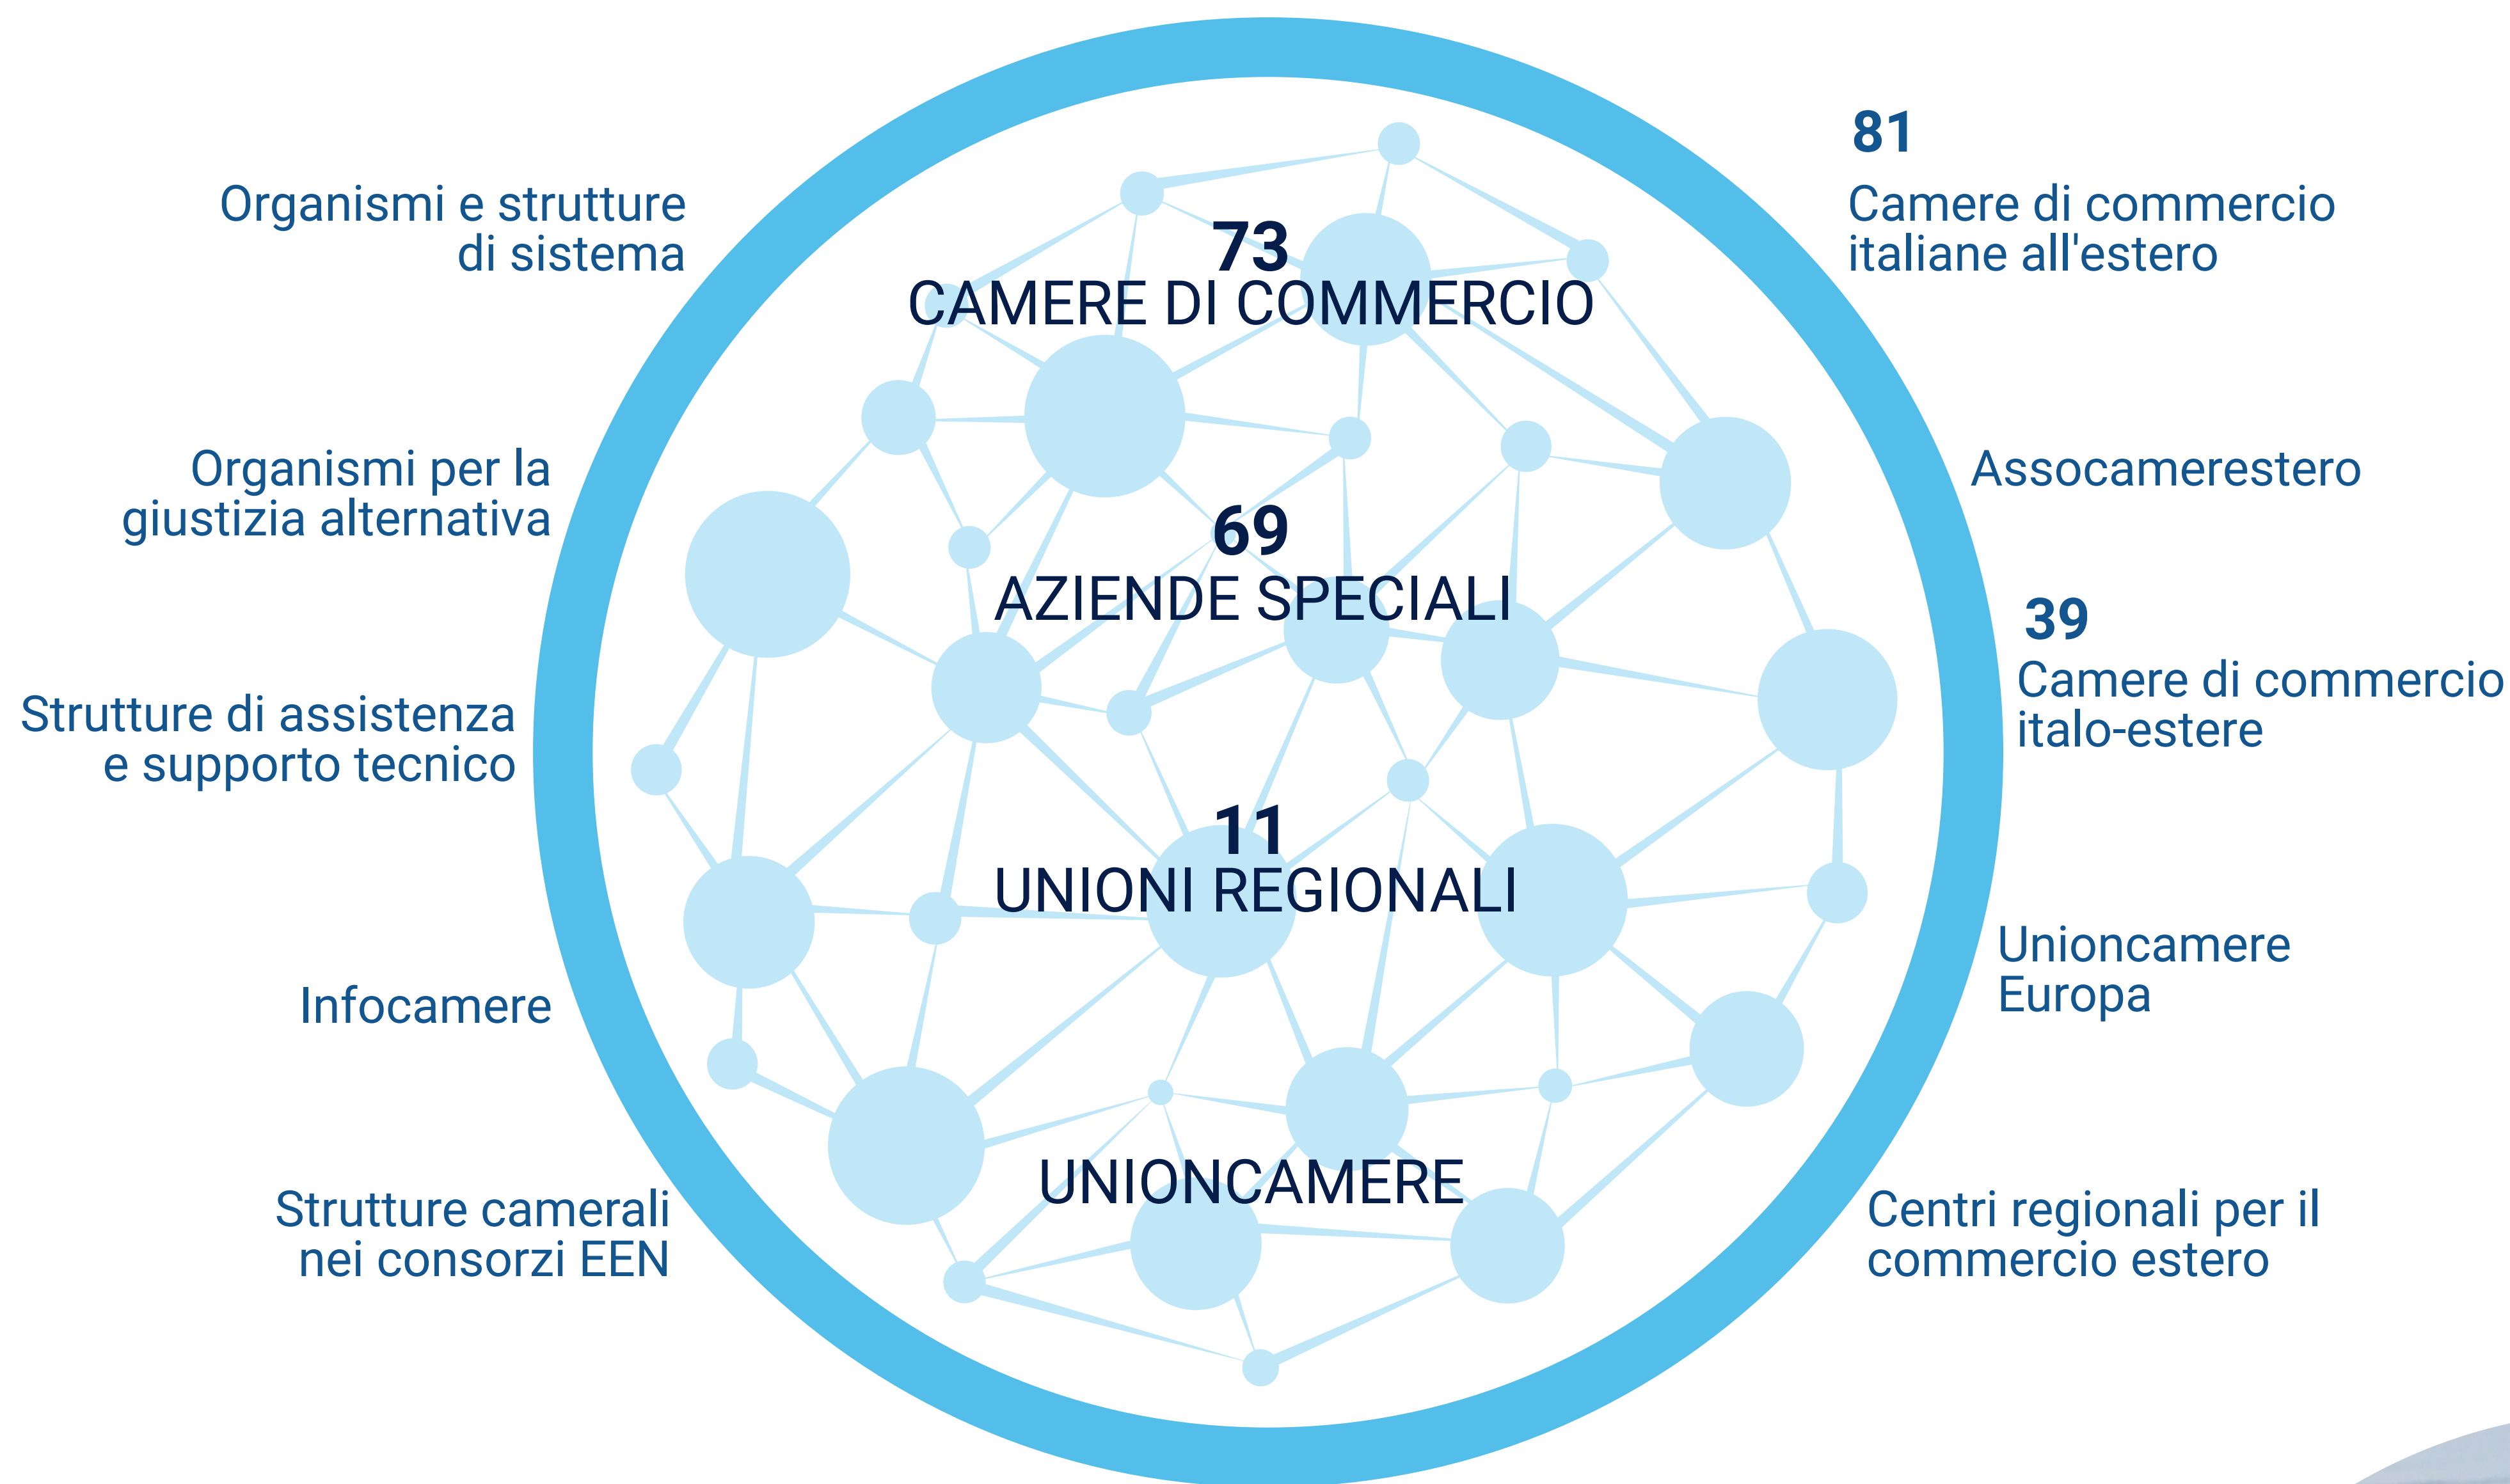 Organismi e strutture
di sistema
Organismi per la
giustizia alternativa
Strutture di assistenza
e supporto tecnico
Infocamere
Strutture camerali
nei consorzi EEN
73
CAMERE DI COMMERCIO
69
AZIENDE SPECIALI
11
UNIONI REGIONALI
UNIONCAMERE
81
Camere di commercio
italiane all'estero
Assocamerestero
39
Camere di commercio
italo-estere
Unioncamere
Europa
Centri regionali per il
commercio estero